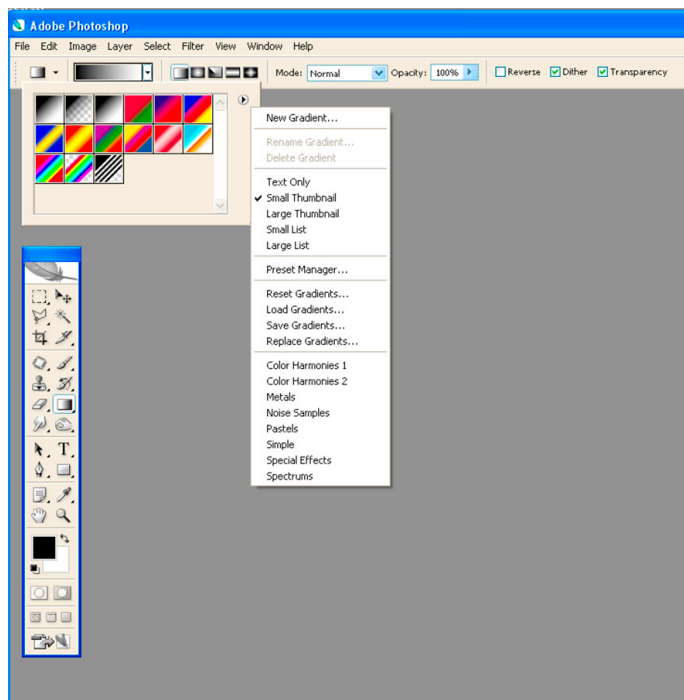 Adobe Photoshop
File Edit Image Layer Select Filter View Window Help
Mode: Normal Opacity: 100% Reverse Dither Transparency
New Gradient...
Rename Gradient...
Delete Gradient
Text Only
Small Thumbnail
Large Thumbnail
Small List
Large List
Preset Manager...
Reset Gradients...
Load Gradients...
Save Gradients...
Replace Gradients...
Color Harmonies 1
Color Harmonies 2
Metals
Noise Samples
Pastels
Simple
Special Effects
Spectrums
T